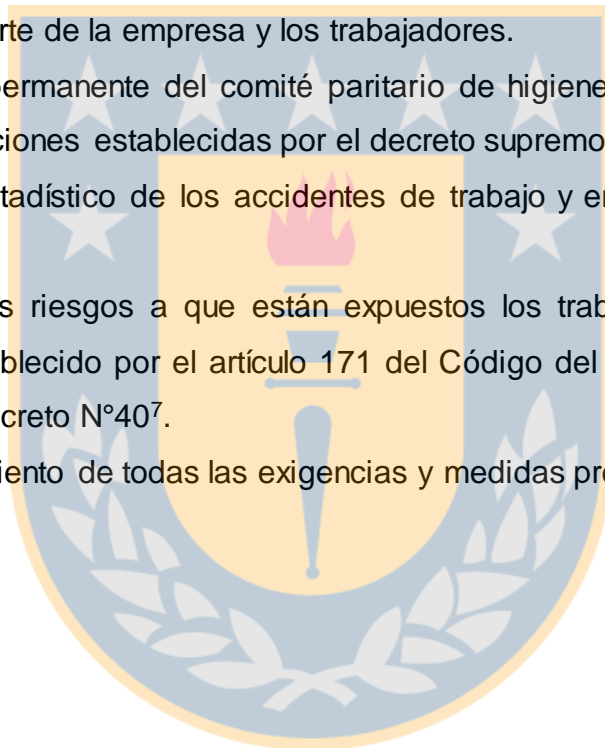 rte de la empresa y los trabajadores.
permanente del comité paritario de higiene
ciones establecidas por el decreto supremo
tadístico de los accidentes de trabajo y e
s riesgos a que están expuestos los trab
blecido por el artículo 171 del Código del
creto N°40⁷.
iento de todas las exigencias y medidas pr